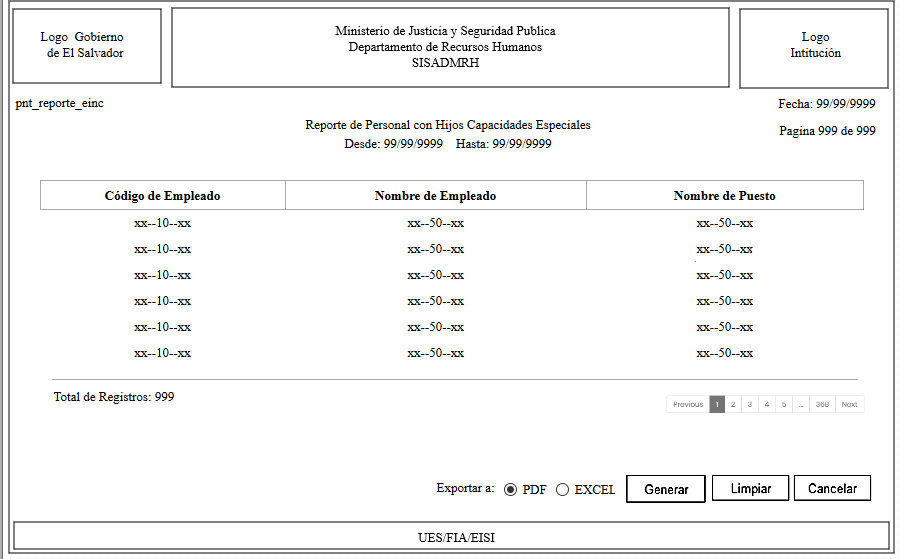 Logo Gobierno
de El Salvador
Ministerio de Justicia y Seguridad Publica
Departamento de Recursos Humanos
SISADMRH
Logo
Intitución
pnt_reporte_einc
Fecha: 99/99/9999
Reporte de Personal con Hijos Capacidades Especiales
Pagina 999 de 999
Desde: 99/99/9999 Hasta: 99/99/9999
Código de Empleado Nombre de Empleado Nombre de Puesto
xx--10--xx xx--50--xx xx--50--xx
xx--10--xx xx--50--xx xx--50--xx
xx--10--xx xx--50--xx xx--50--xx
xx--10--xx xx--50--xx xx--50--xx
xx--10--xx xx--50--xx xx--50--xx
xx--10--xx xx--50--xx xx--50--xx
Total de Registros: 999
Previous 1 2 3 4 5 ... 368 Next
Exportar a: PDF EXCEL Generar Limpiar Cancelar
UES/FIA/EISI